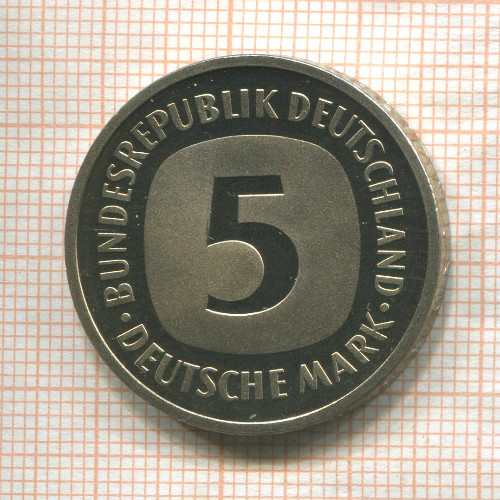 BUNDESREPUBLIK DEUTSCHLAND
5
· DEUTSCHE MARK ·